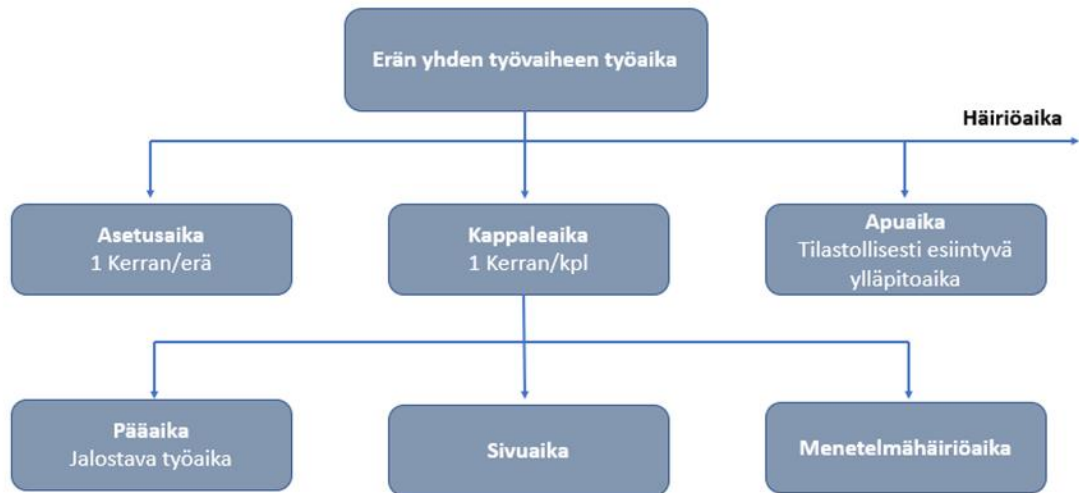 Erän yhden työvaiheen työaika
Häiriöaika
Asetusaika
1 Kerran/erä
Kappaleaika
1 Kerran/kpl
Apuaika
Tilastollisesti esiintyvä
ylläpitoaika
Pääaika
Jalostava työaika
Sivuaika
Menetelmähäiriöaika